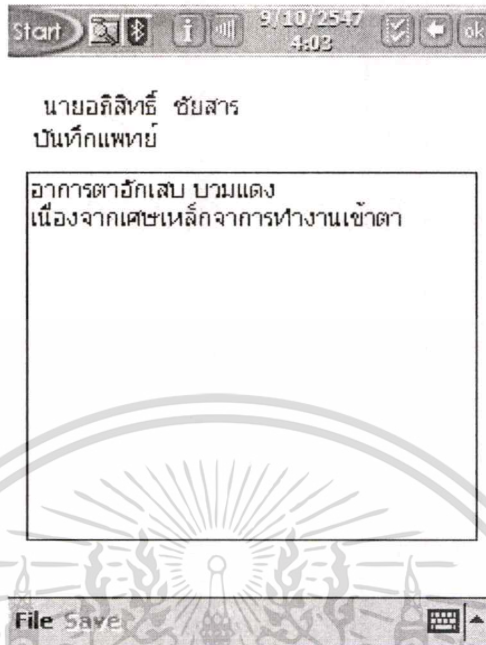 Start
9/10/2547
4:03
ok
นายอภิสิทธิ์ ชัยสาร
บันทึกแพทย์
อาการตาอักเสบ บวมแดง
เนื่องจากเศษเหล็กจาการทำงานเข้าตา
File Save